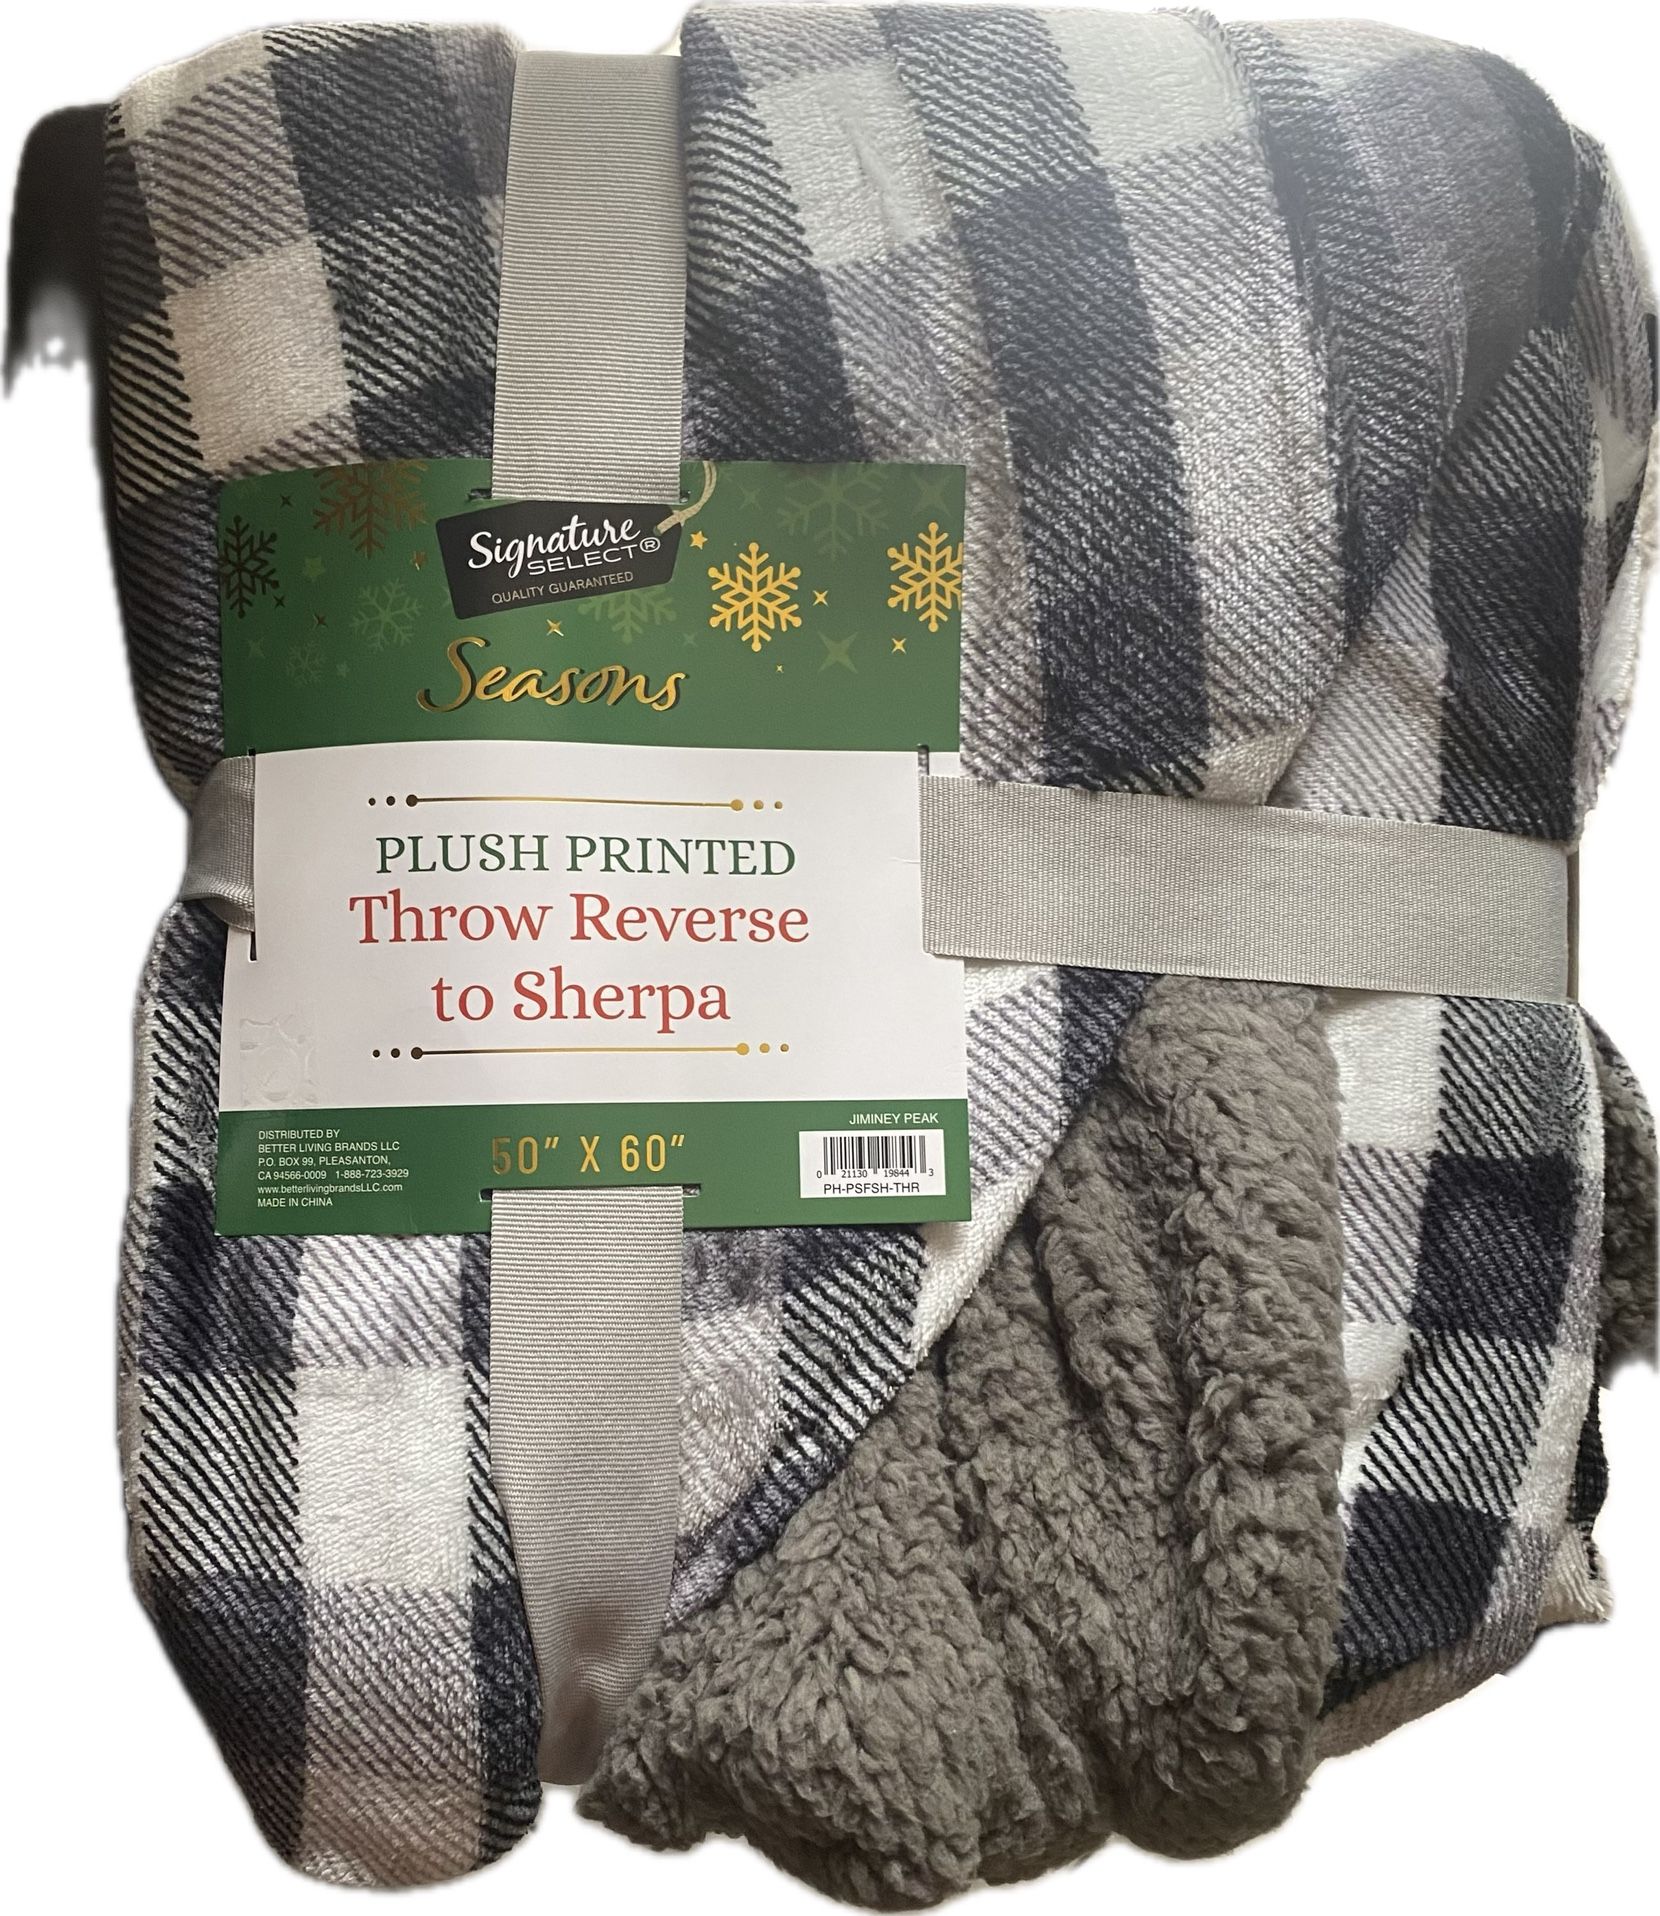 Signature
SELECT®
QUALITY GUARANTEED
Seasons
PLUSH PRINTED
Throw Reverse
to Sherpa
DISTRIBUTED BY
BETTER LIVING BRANDS LLC
P.O. BOX 99, PLEASANTON,
CA 94566-0009 1-888-723-3929
www.betterlivingbrandsLLC.com
MADE IN CHINA
50" X 60"
JIMINEY PEAK
0 21130 19844 3
PH-PSFSH-THR